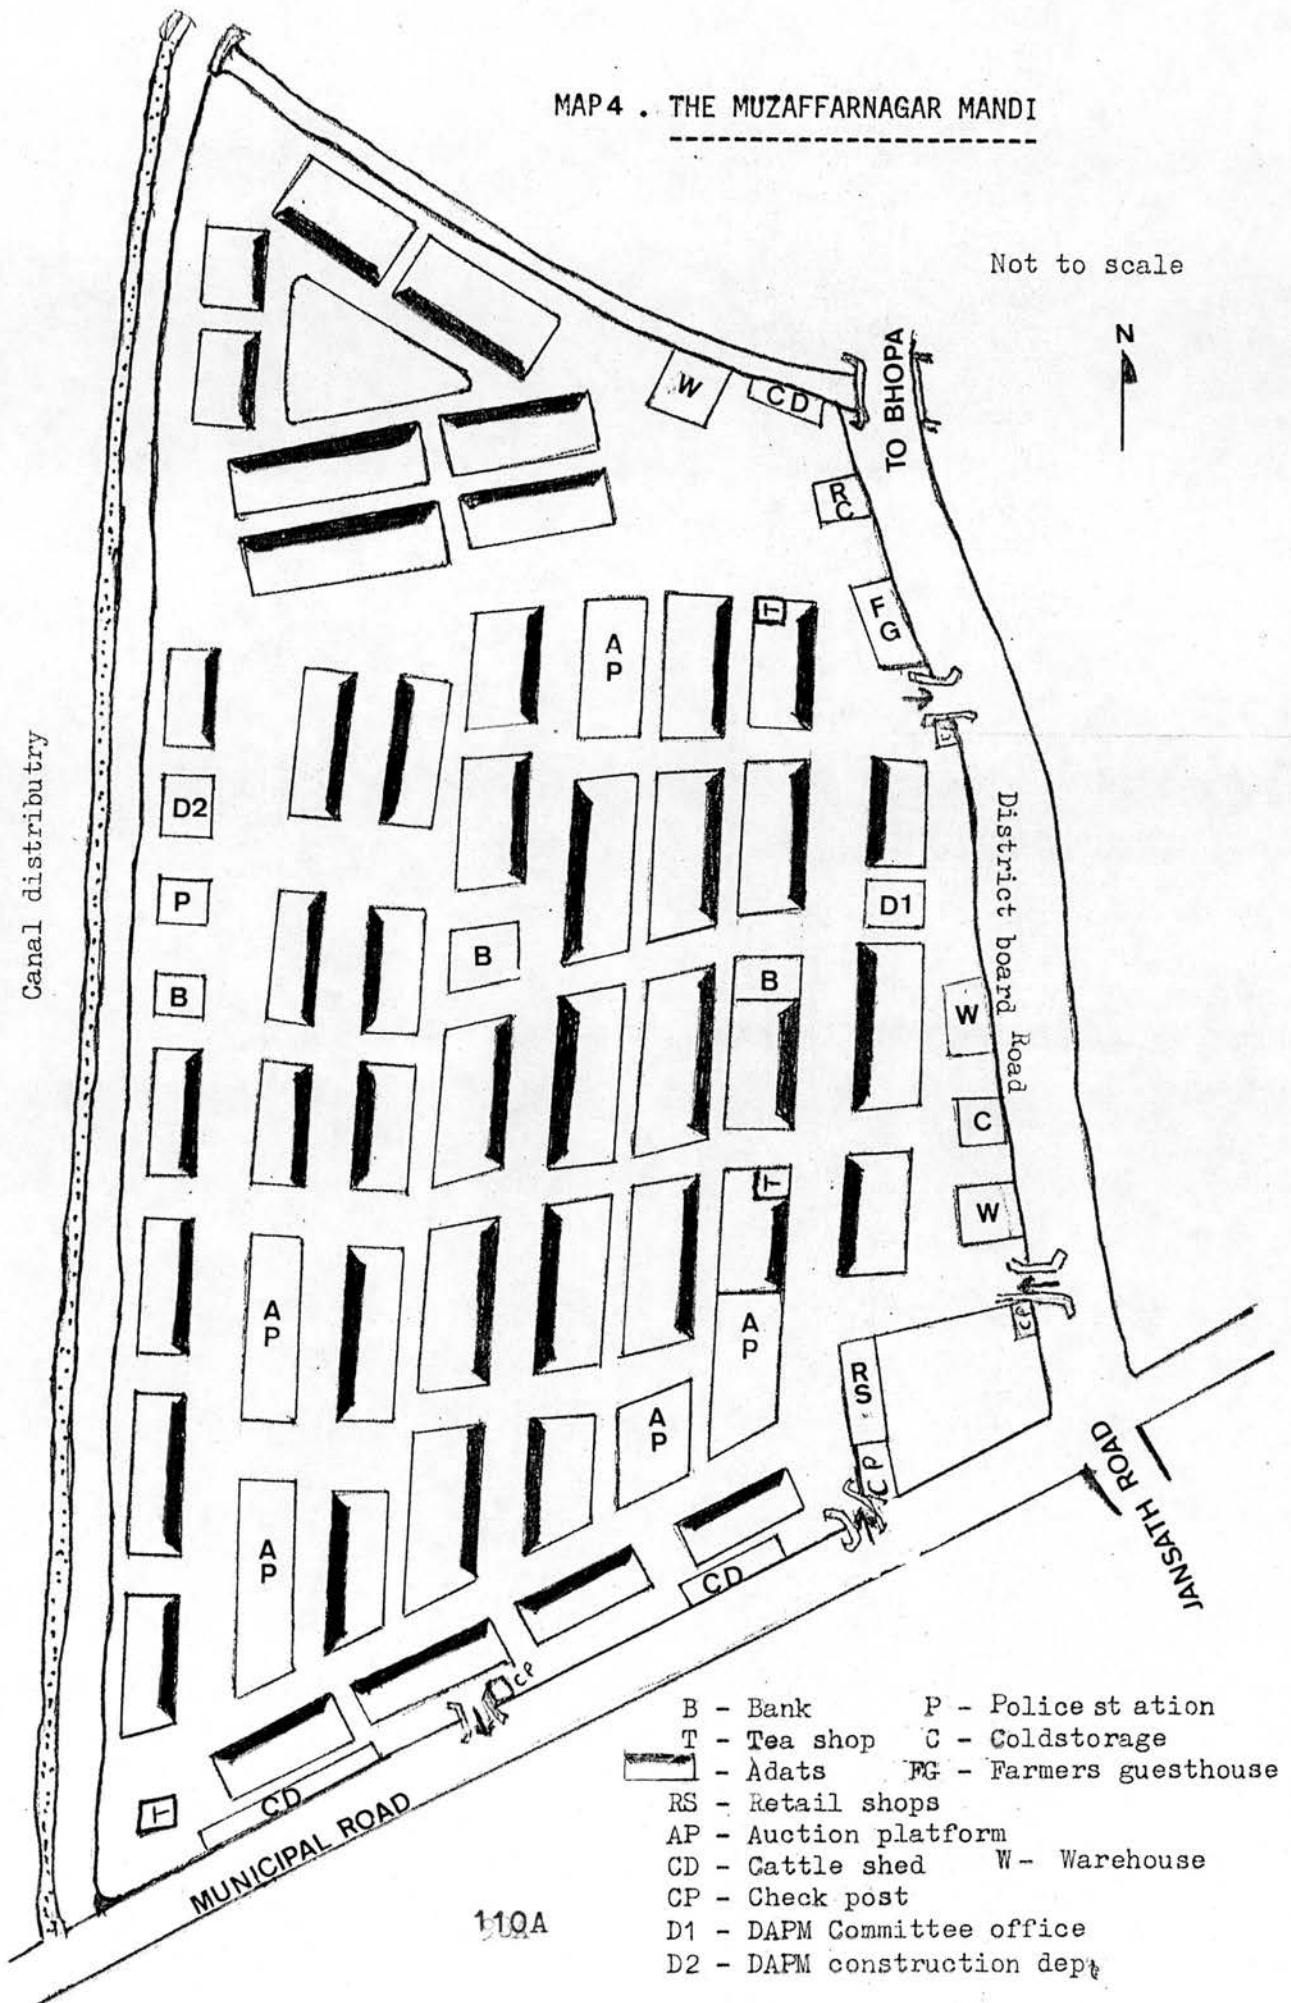 MAP4 . THE MUZAFFARNAGAR MANDI
Not to scale
N
TO BHOPA
W
CD
RC
FG
T
AP
CP
Canal distributry
D2
P
B
B
B
D1
District board Road
W
C
W
T
CP
AP
AP
AP
AP
RS
CP
JANSATH ROAD
CD
CP
CD
T
MUNICIPAL ROAD
B - Bank P - Police st ation
T - Tea shop C - Coldstorage
- Adats FG - Farmers guesthouse
RS - Retail shops
AP - Auction platform
CD - Cattle shed W- Warehouse
CP - Check post
D1 - DAPM Committee office
D2 - DAPM construction dept
110A